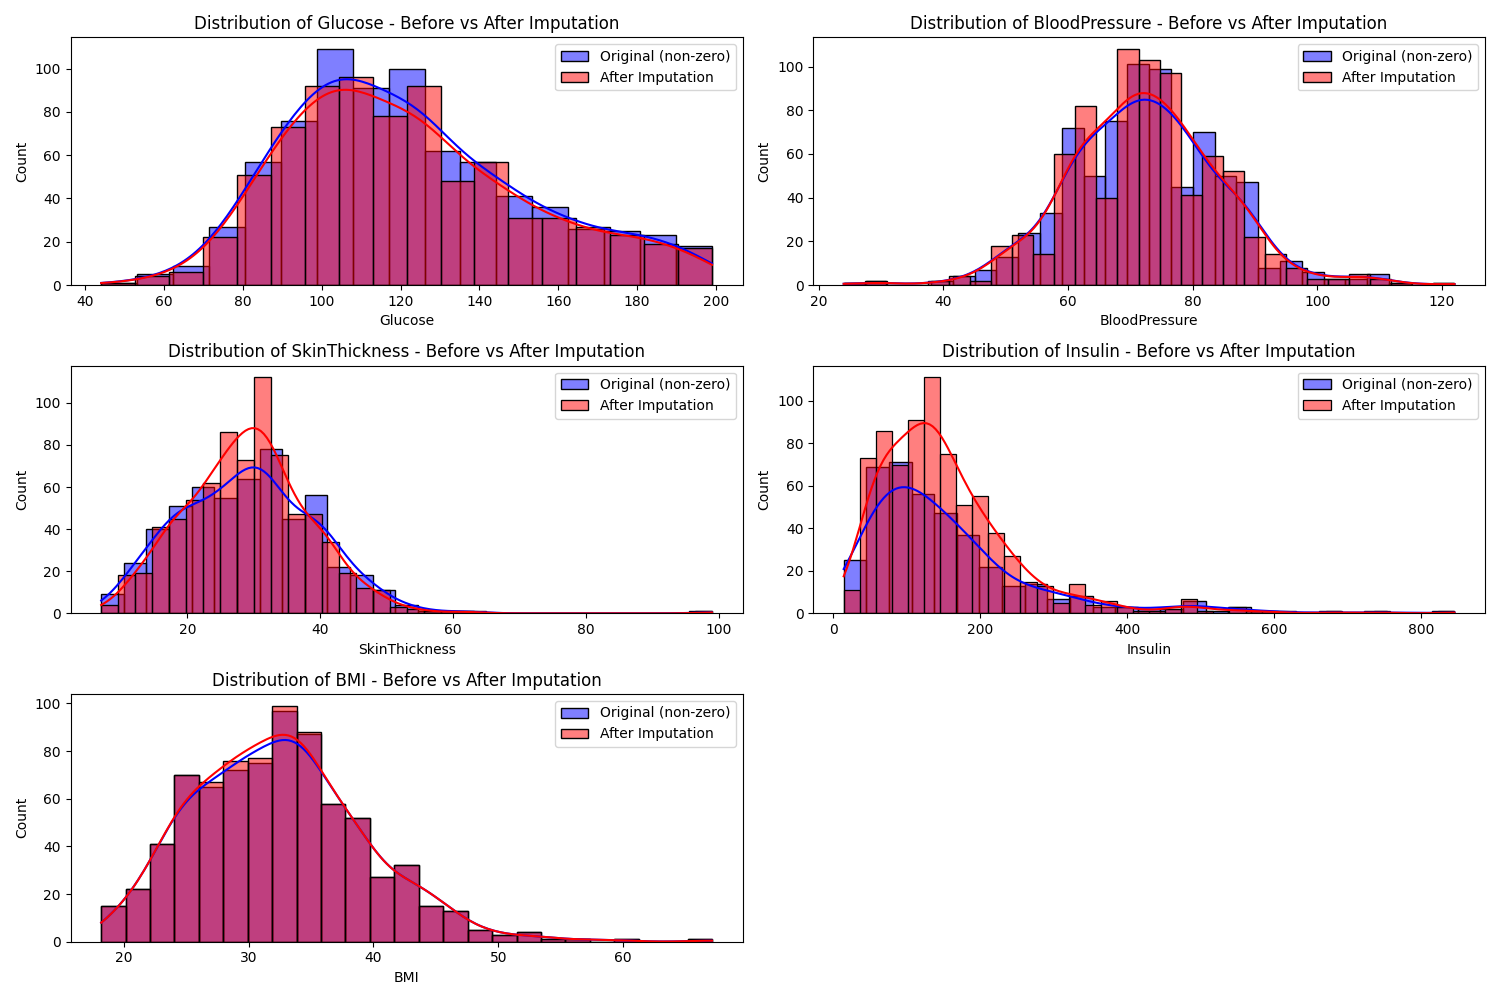 Distribution of Glucose - Before vs After Imputation
Count
100
80
60
40
20
0
Original (non-zero)
After Imputation
40 60 80 100 120 140 160 180 200
Glucose
Distribution of BloodPressure - Before vs After Imputation
Count
100
80
60
40
20
0
Original (non-zero)
After Imputation
20 40 60 80 100 120
BloodPressure
Distribution of SkinThickness - Before vs After Imputation
Count
100
80
60
40
20
0
Original (non-zero)
After Imputation
20 40 60 80 100
SkinThickness
Distribution of Insulin - Before vs After Imputation
Count
100
80
60
40
20
0
Original (non-zero)
After Imputation
0 200 400 600 800
Insulin
Distribution of BMI - Before vs After Imputation
Count
100
80
60
40
20
0
Original (non-zero)
After Imputation
20 30 40 50 60
BMI